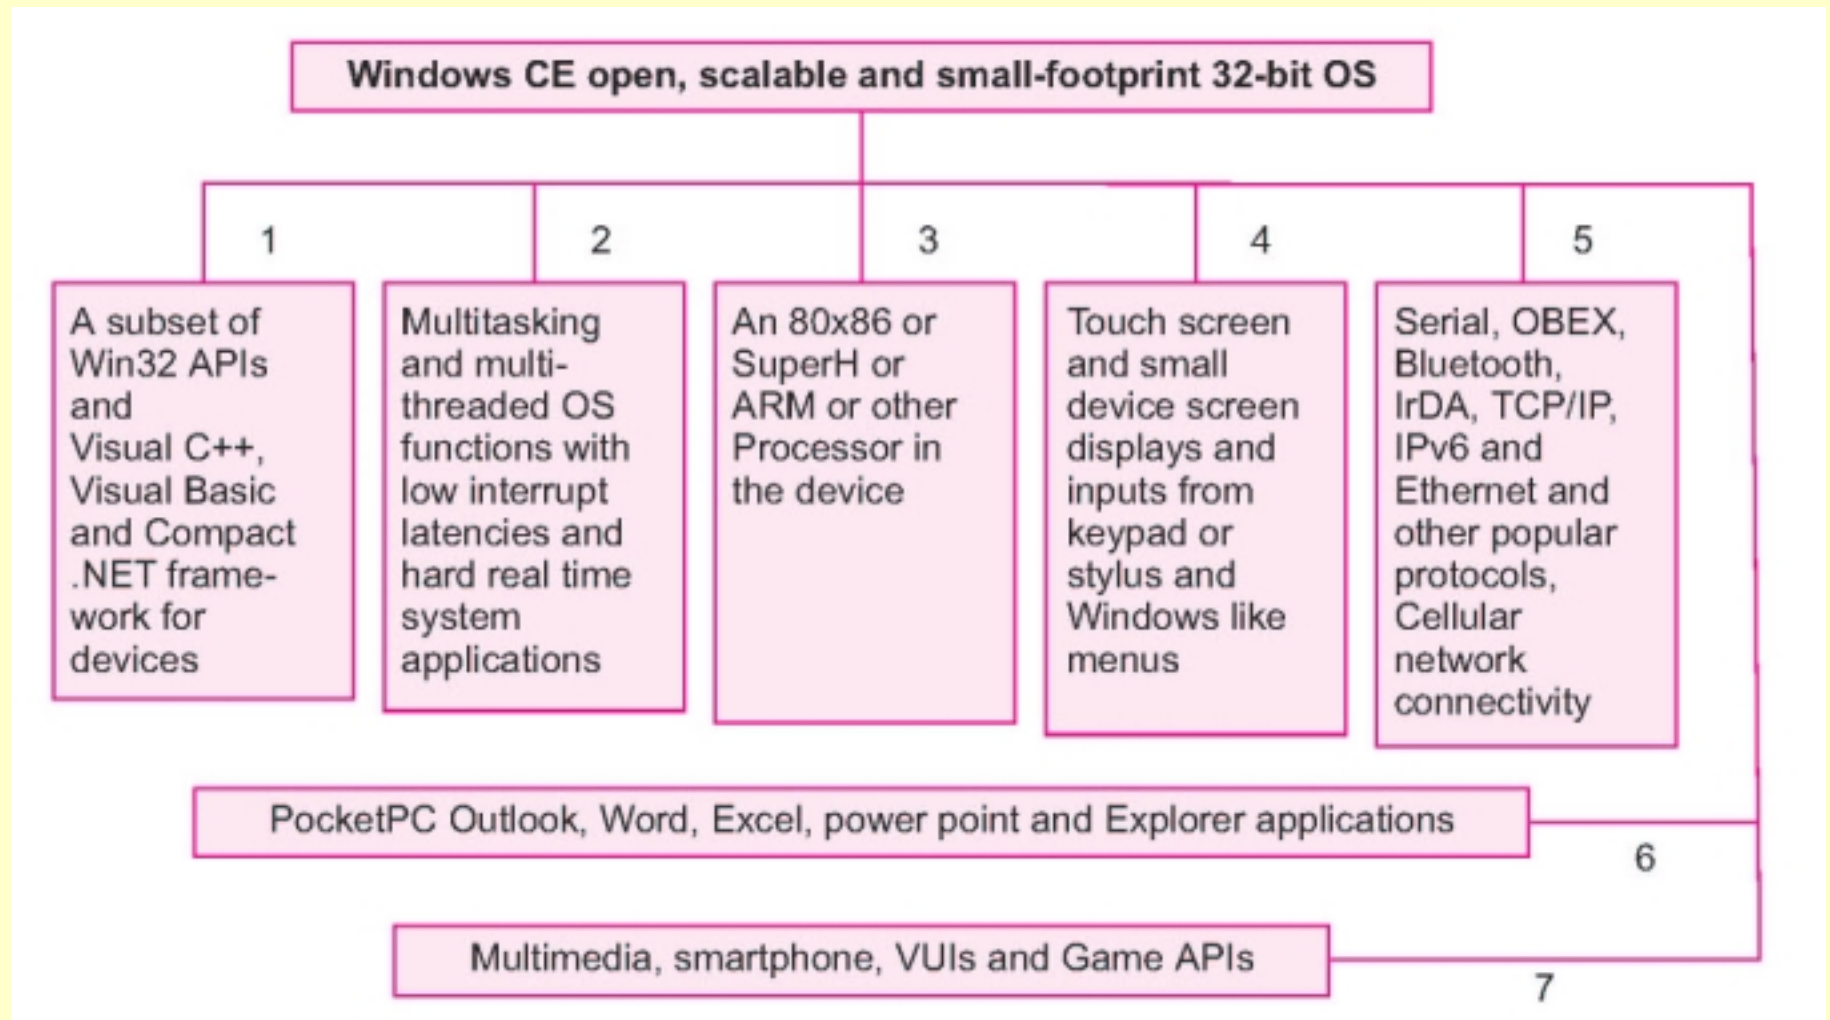 Windows CE open, scalable and small-footprint 32-bit OS
1
A subset of
Win32 APIs
and
Visual C++,
Visual Basic
and Compact
.NET frame-
work for
devices
2
Multitasking
and multi-
threaded OS
functions with
low interrupt
latencies and
hard real time
system
applications
3
An 80x86 or
SuperH or
ARM or other
Processor in
the device
4
Touch screen
and small
device screen
displays and
inputs from
keypad or
stylus and
Windows like
menus
5
Serial, OBEX,
Bluetooth,
IrDA, TCP/IP,
IPv6 and
Ethernet and
other popular
protocols,
Cellular
network
connectivity
PocketPC Outlook, Word, Excel, power point and Explorer applications
6
Multimedia, smartphone, VUIs and Game APIs
7